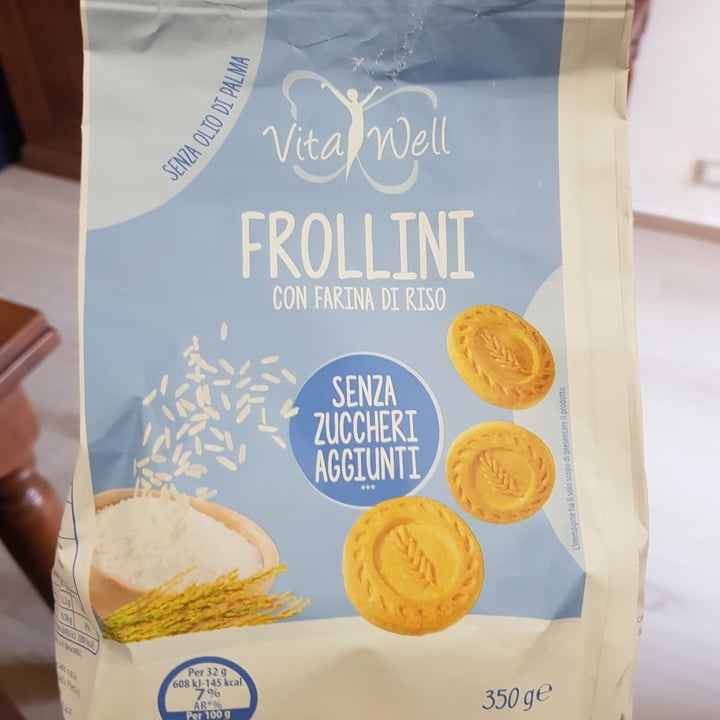 SENZA OLIO DI PALMA
Vita Well
FROLLINI
CON FARINA DI RISO
SENZA
ZUCCHERI
AGGIUNTI
***
L'immagine ha il solo scopo di presentare il prodotto.
Per 32 g
608 kJ-145 kcal
7%
AR*%
Per 100 g
350 g e